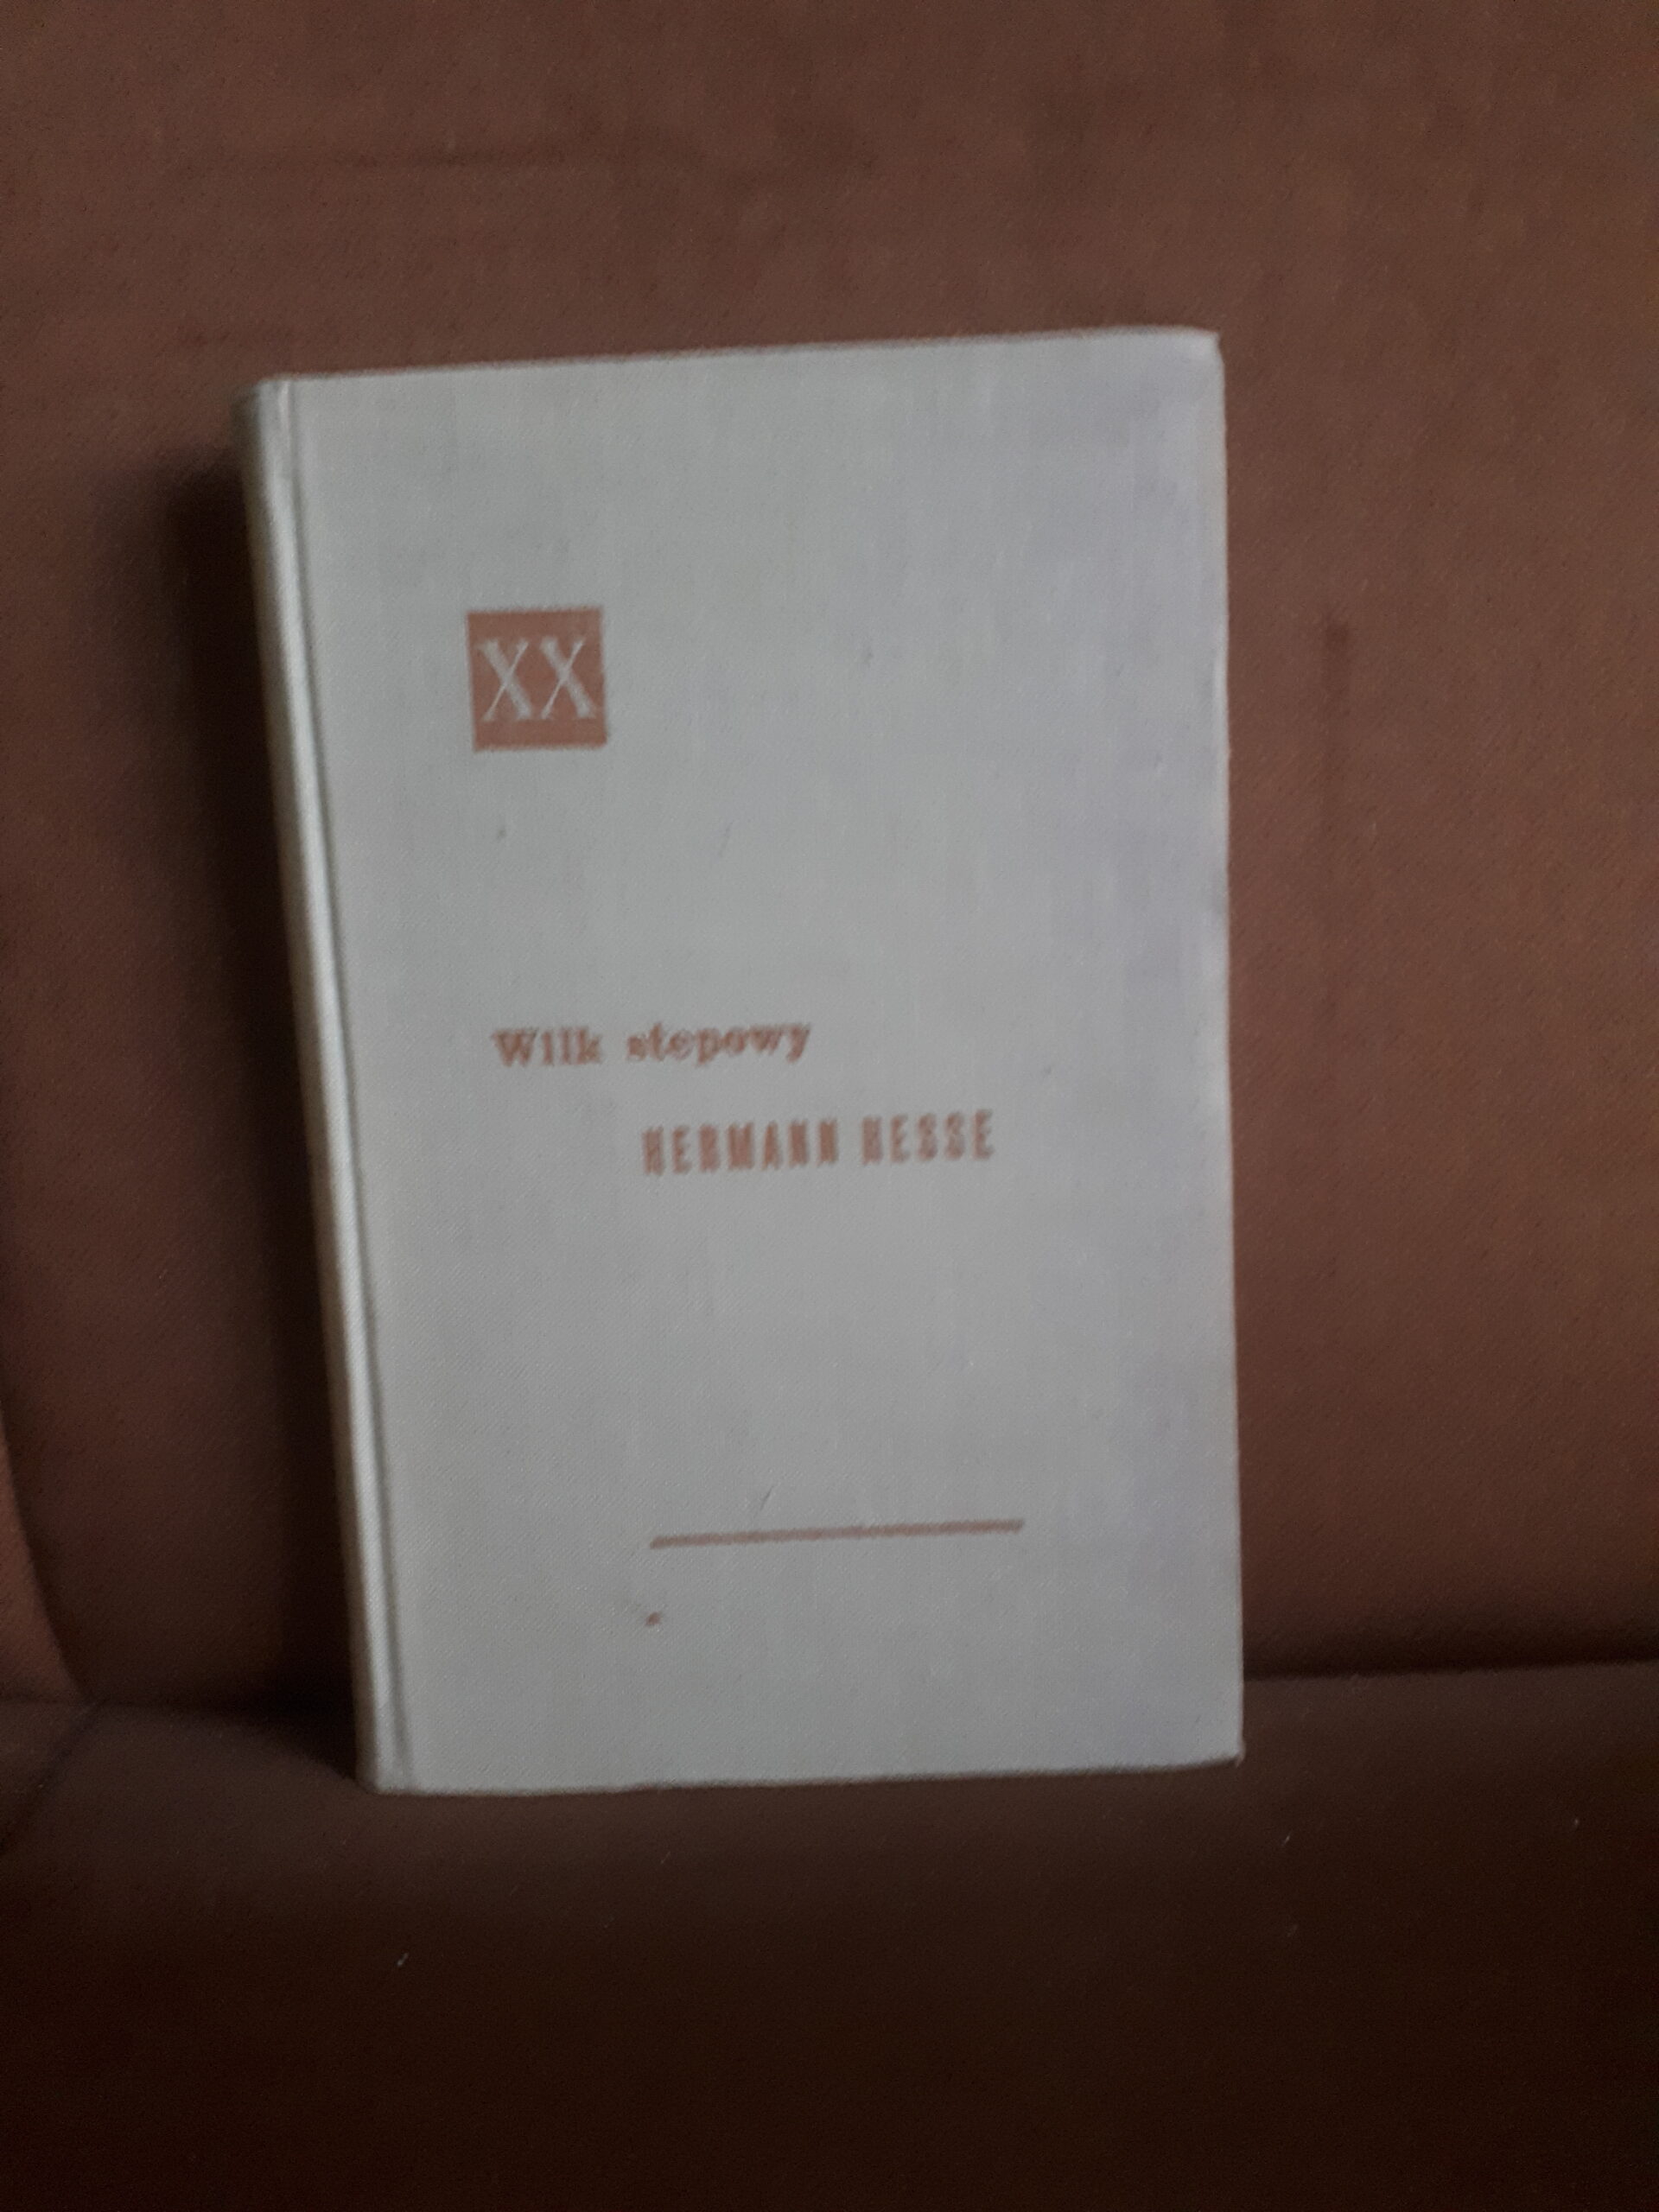 XX
Wilk stepowy
HERMANN HESSE